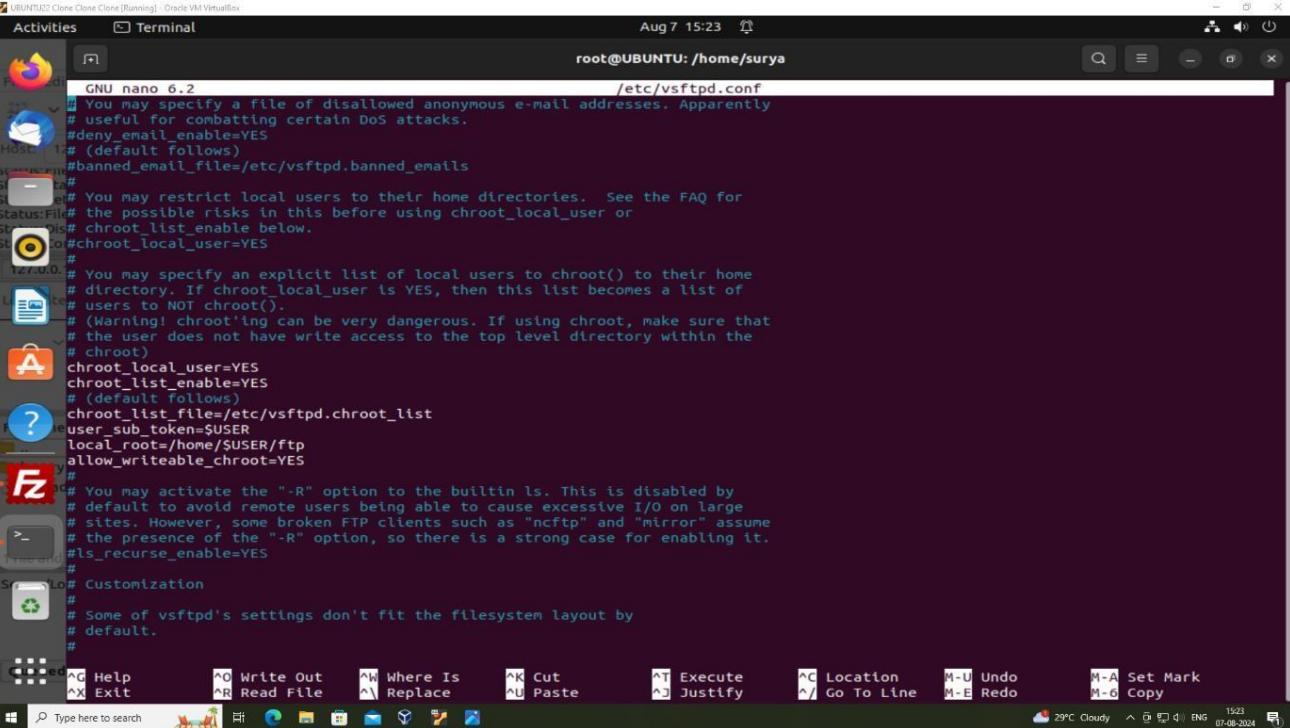 UBUNTU22 Clone Clone Clone [Running] - Oracle VM VirtualBox
Activities Terminal Aug 7 15:23
root@UBUNTU: /home/surya
GNU nano 6.2 /etc/vsftpd.conf
# You may specify a file of disallowed anonymous e-mail addresses. Apparently
# useful for combatting certain DoS attacks.
#deny_email_enable=YES
# (default follows)
#banned_email_file=/etc/vsftpd.banned_emails
#
# You may restrict local users to their home directories.  See the FAQ for
# the possible risks in this before using chroot_local_user or
# chroot_list_enable below.
#chroot_local_user=YES
#
# You may specify an explicit list of local users to chroot() to their home
# directory. If chroot_local_user is YES, then this list becomes a list of
# users to NOT chroot().
# (Warning! chroot'ing can be very dangerous. If using chroot, make sure that
# the user does not have write access to the top level directory within the
# chroot)
chroot_local_user=YES
chroot_list_enable=YES
# (default follows)
chroot_list_file=/etc/vsftpd.chroot_list
user_sub_token=$USER
local_root=/home/$USER/ftp
allow_writeable_chroot=YES
#
# You may activate the "-R" option to the builtin ls. This is disabled by
# default to avoid remote users being able to cause excessive I/O on large
# sites. However, some broken FTP clients such as "ncftp" and "mirror" assume
# the presence of the "-R" option, so there is a strong case for enabling it.
#ls_recurse_enable=YES
#
# Customization
#
# Some of vsftpd's settings don't fit the filesystem layout by
# default.
#
^G Help ^O Write Out ^W Where Is ^K Cut ^T Execute ^C Location M-U Undo M-A Set Mark
^X Exit ^R Read File ^\ Replace ^U Paste ^J Justify ^/ Go To Line M-E Redo M-6 Copy
Type here to search 29°C Cloudy ENG 15:23
07-08-2024